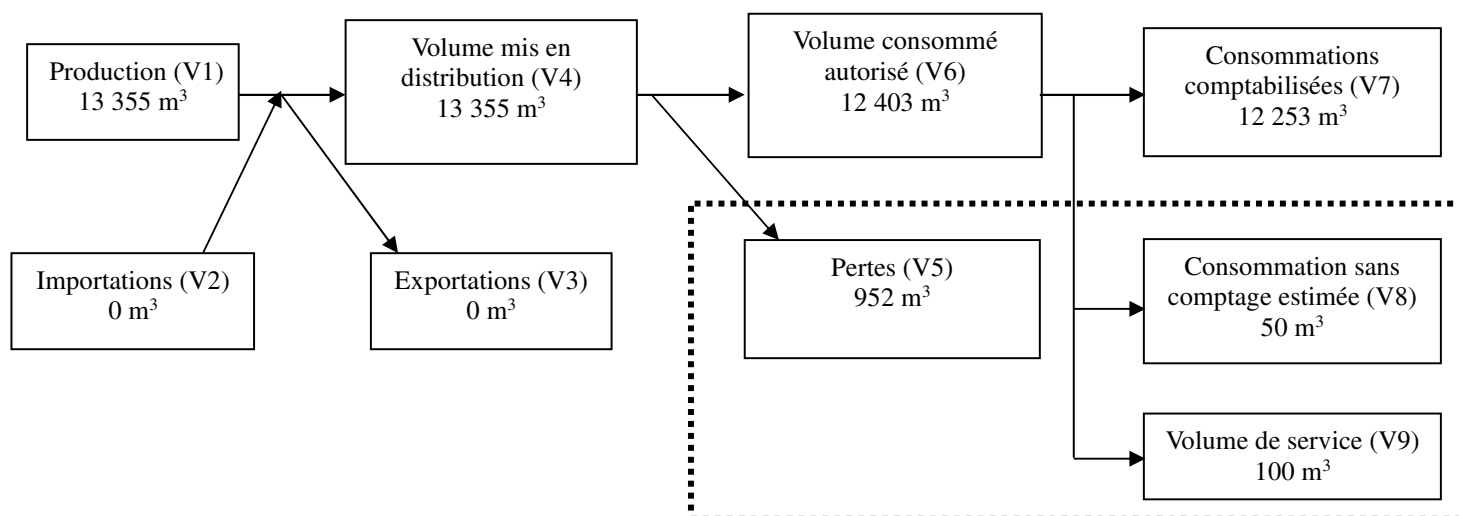 Production (V1)
13 355 m³
Volume mis en
distribution (V4)
13 355 m³
Volume consommé
autorisé (V6)
12 403 m³
Consommations
comptabilisées (V7)
12 253 m³
Importations (V2)
0 m³
Exportations (V3)
0 m³
Pertes (V5)
952 m³
Consommation sans
comptage estimée (V8)
50 m³
Volume de service (V9)
100 m³